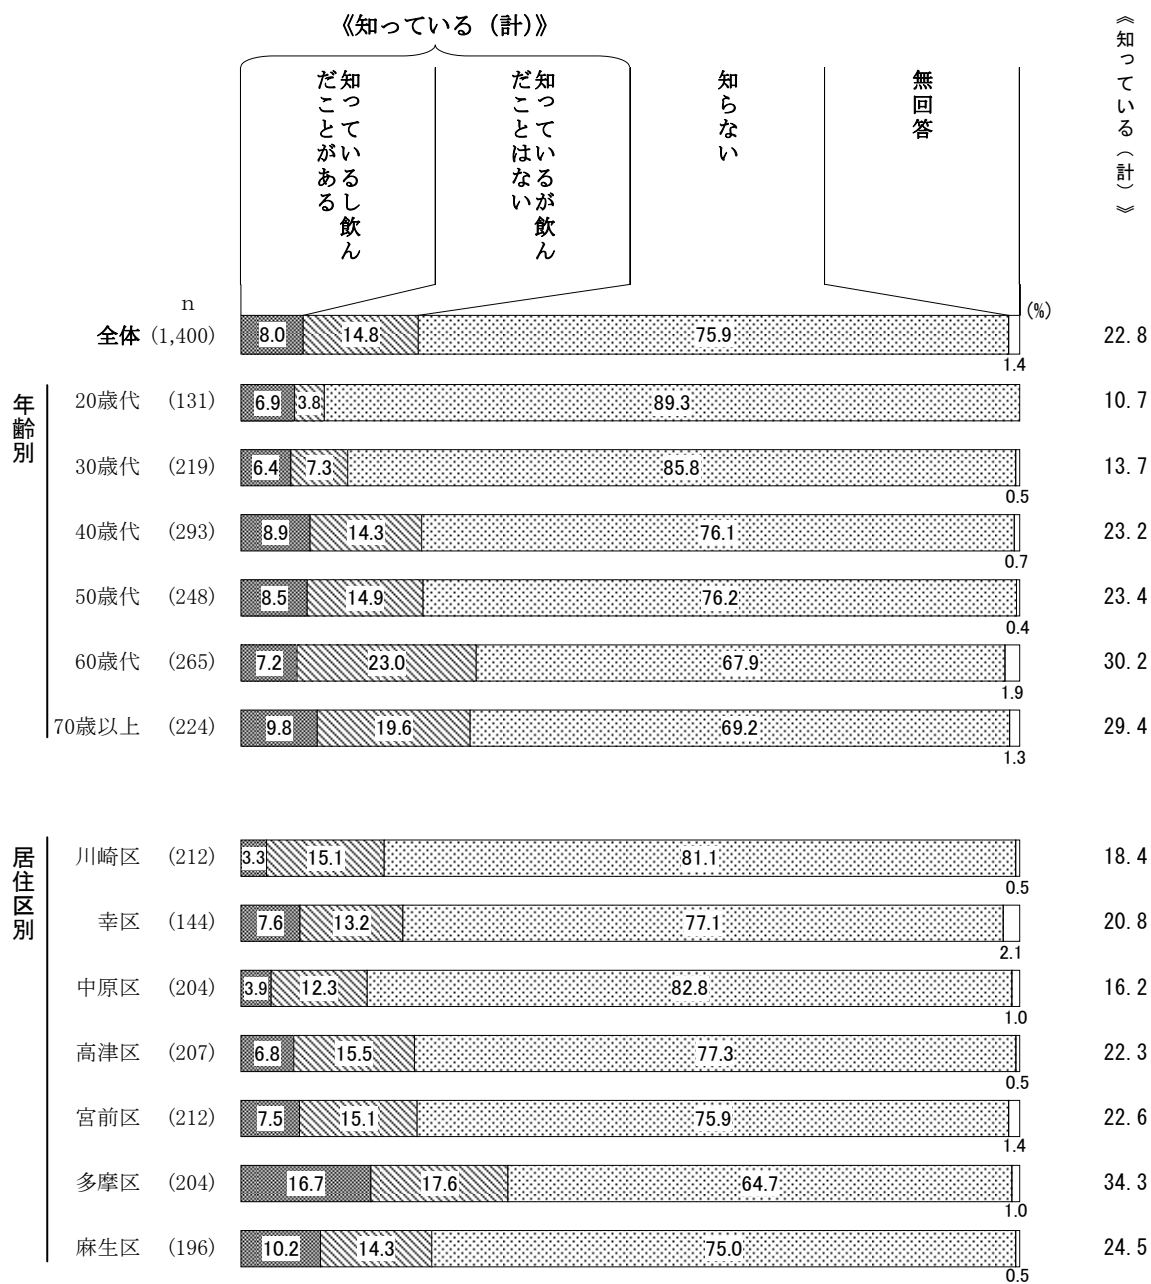 《知っている（計）》
《知っている（計）》
知っているし飲ん
だことがある
知っているが飲ん
だことはない
知らない
無回答
n
(%)
全体 (1,400) 8.0 14.8 75.9 1.4 22.8
年齢別
20歳代 (131) 6.9 3.8 89.3 10.7
30歳代 (219) 6.4 7.3 85.8 0.5 13.7
40歳代 (293) 8.9 14.3 76.1 0.7 23.2
50歳代 (248) 8.5 14.9 76.2 0.4 23.4
60歳代 (265) 7.2 23.0 67.9 1.9 30.2
70歳以上 (224) 9.8 19.6 69.2 1.3 29.4
居住区別
川崎区 (212) 3.3 15.1 81.1 0.5 18.4
幸区 (144) 7.6 13.2 77.1 2.1 20.8
中原区 (204) 3.9 12.3 82.8 1.0 16.2
高津区 (207) 6.8 15.5 77.3 0.5 22.3
宮前区 (212) 7.5 15.1 75.9 1.4 22.6
多摩区 (204) 16.7 17.6 64.7 1.0 34.3
麻生区 (196) 10.2 14.3 75.0 0.5 24.5